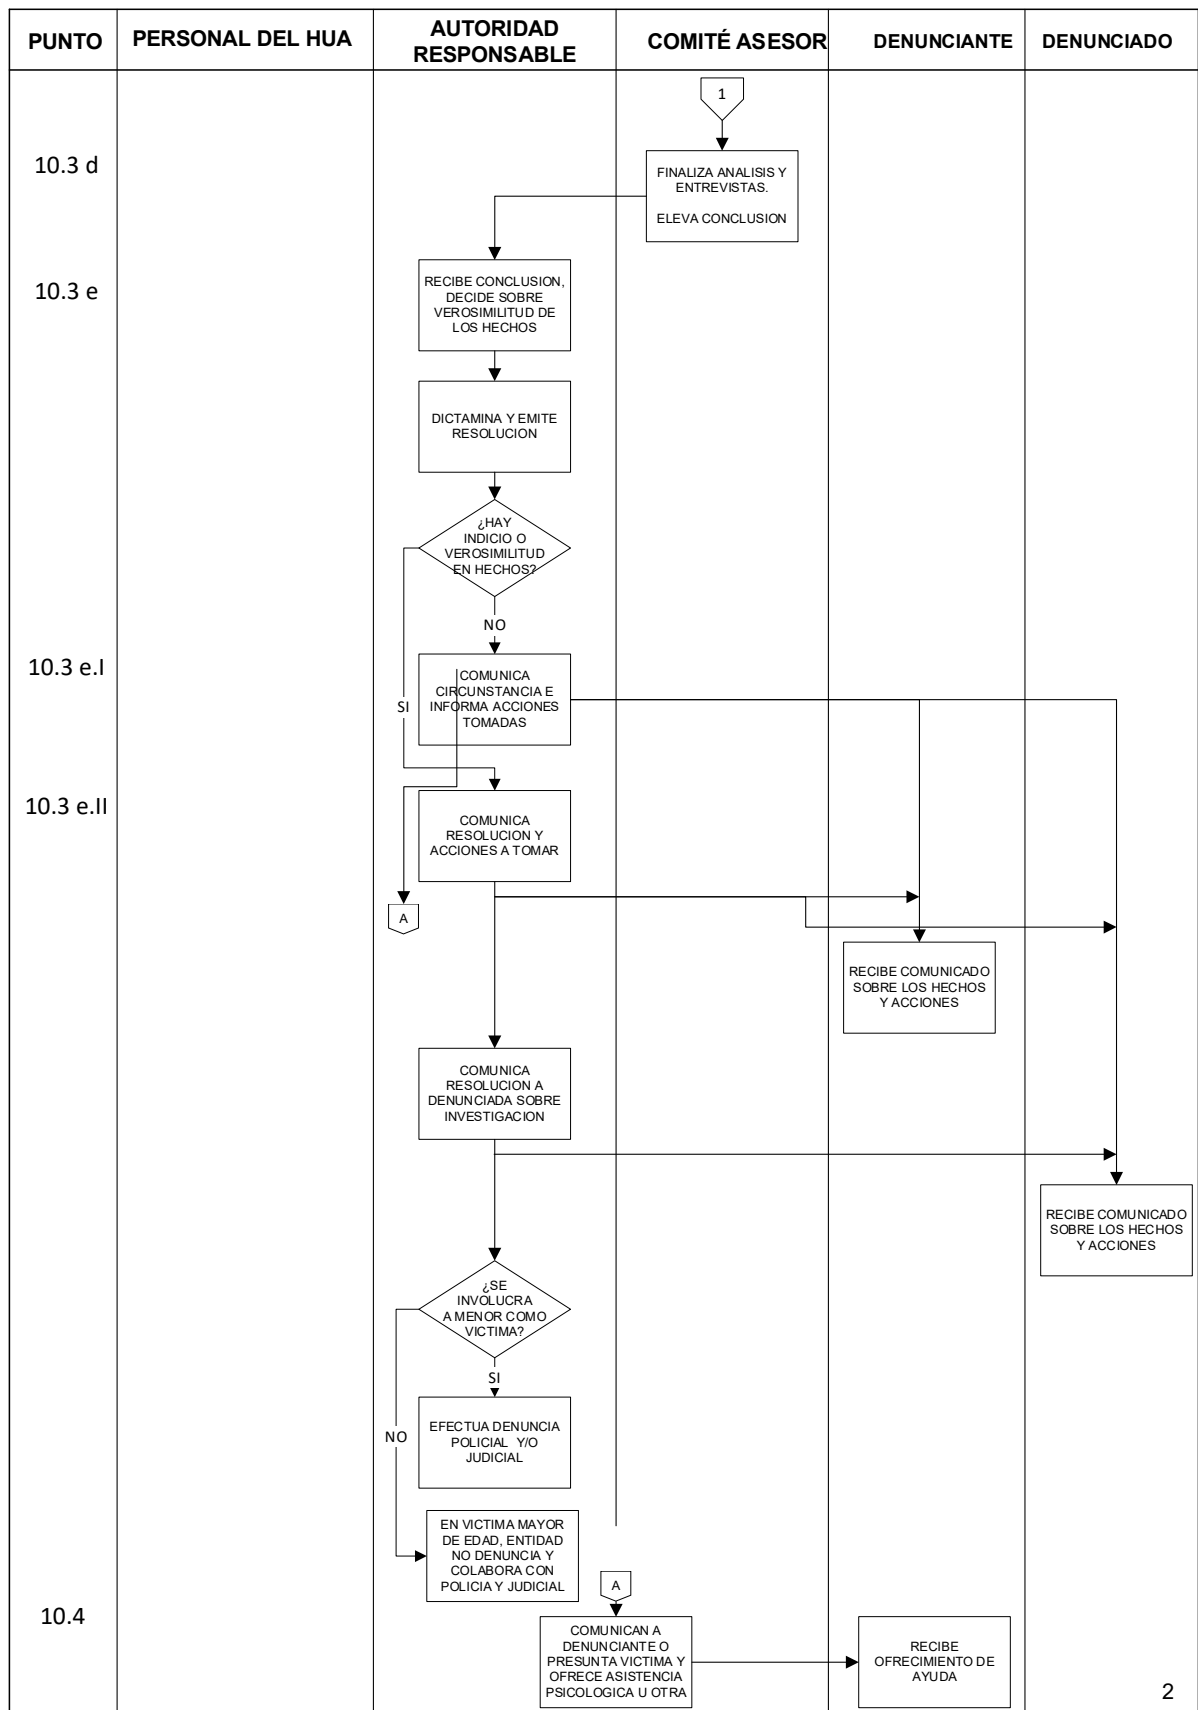 PUNTO
PERSONAL DEL HUA
AUTORIDAD
RESPONSABLE
COMITÉ ASESOR
DENUNCIANTE
DENUNCIADO
1
10.3 d
FINALIZA ANALISIS Y
ENTREVISTAS.
ELEVA CONCLUSION
10.3 e
RECIBE CONCLUSION,
DECIDE SOBRE
VEROSIMILITUD DE
LOS HECHOS
DICTAMINA Y EMITE
RESOLUCION
¿HAY
INDICIO O
VEROSIMILITUD
EN HECHOS?
NO
10.3 e.I
COMUNICA
CIRCUNSTANCIA E
INFORMA ACCIONES
TOMADAS
SI
10.3 e.II
COMUNICA
RESOLUCION Y
ACCIONES A TOMAR
A
RECIBE COMUNICADO
SOBRE LOS HECHOS
Y ACCIONES
COMUNICA
RESOLUCION A
DENUNCIADA SOBRE
INVESTIGACION
RECIBE COMUNICADO
SOBRE LOS HECHOS
Y ACCIONES
¿SE
INVOLUCRA
A MENOR COMO
VICTIMA?
SI
NO
EFECTUA DENUNCIA
POLICIAL Y/O
JUDICIAL
EN VICTIMA MAYOR
DE EDAD, ENTIDAD
NO DENUNCIA Y
COLABORA CON
POLICIA Y JUDICIAL
A
10.4
COMUNICAN A
DENUNCIANTE O
PRESUNTA VICTIMA Y
OFRECE ASISTENCIA
PSICOLOGICA U OTRA
RECIBE
OFRECIMIENTO DE
AYUDA
2